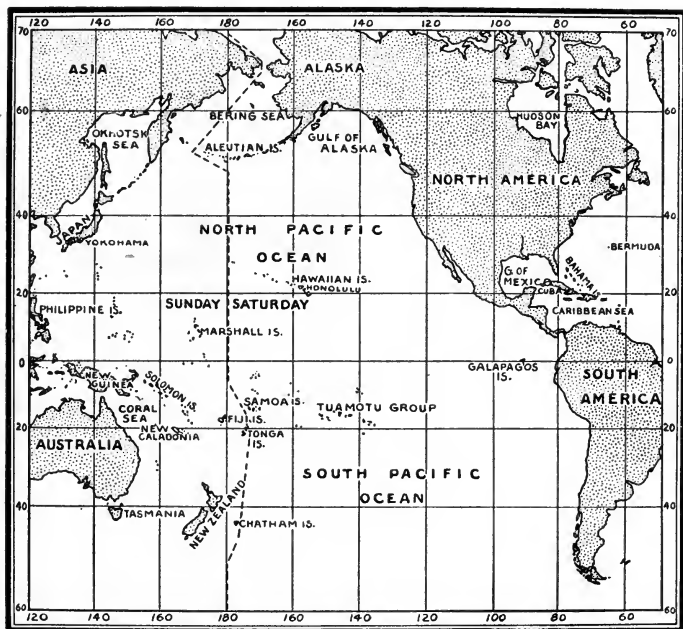 120 140 160 180 160 140 120 100 80 60
70 70
ASIA
ALASKA
60 60
BERING SEA
HUDSON
BAY
OKHOTSK
SEA
ALEUTIAN IS.
GULF OF
ALASKA
NORTH AMERICA
40 40
JAPAN
YOKOHAMA
NORTH PACIFIC
OCEAN
BERMUDA
HAWAIIAN IS.
HONOLULU
G. OF
MEXICO
BAHAMA IS.
CUBA
20 20
PHILIPPINE IS.
SUNDAY SATURDAY
CARIBBEAN SEA
MARSHALL IS.
0 0
NEW
GUINEA
SOLOMON IS.
GALAPAGOS
IS.
SOUTH
AMERICA
SAMOA IS.
TUAMOTU GROUP
CORAL
SEA
FIJI IS.
20 20
NEW
CALEDONIA
TONGA
IS.
AUSTRALIA
SOUTH PACIFIC
OCEAN
40 40
TASMANIA
NEW ZEALAND
CHATHAM IS.
60 60
120 140 160 180 160 140 120 100 80 60